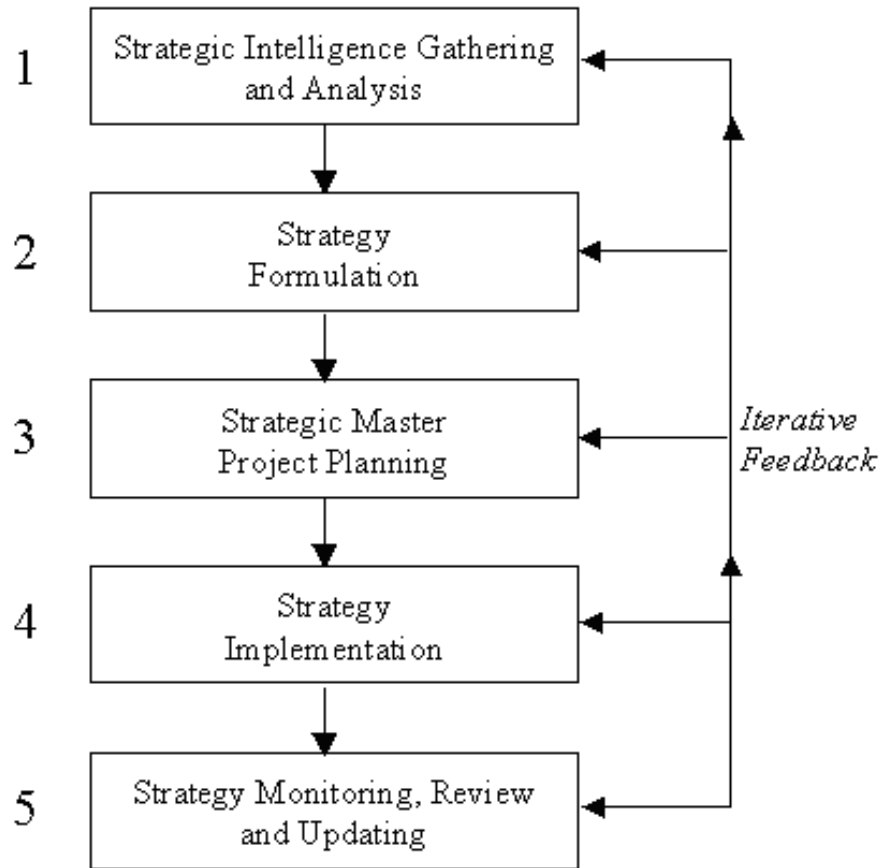 1
Strategic Intelligence Gathering
and Analysis
2
Strategy
Formulation
3
Strategic Master
Project Planning
Iterative
Feedback
4
Strategy
Implementation
5
Strategy Monitoring, Review
and Updating